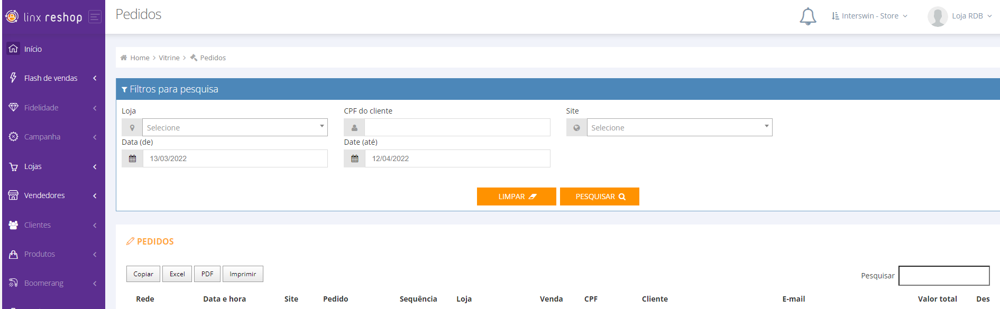 linx reshop
Pedidos
Interswin - Store
Loja RDB
Início
Flash de vendas
Fidelidade
Campanha
Lojas
Vendedores
Clientes
Produtos
Boomerang
Home > Vitrine > Pedidos
Filtros para pesquisa
Loja CPF do cliente Site
Selecione Selecione
Data (de) Date (até)
13/03/2022 12/04/2022
LIMPAR PESQUISAR
PEDIDOS
Copiar Excel PDF Imprimir Pesquisar
Rede Data e hora Site Pedido Sequência Loja Venda CPF Cliente E-mail Valor total Des